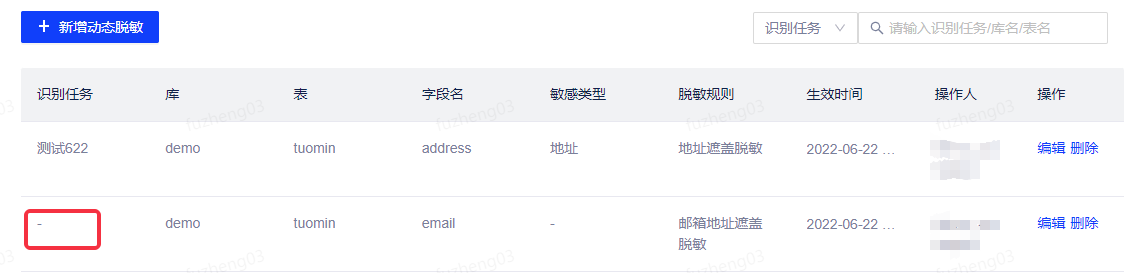 + 新增动态脱敏
识别任务 请输入识别任务/库名/表名
识别任务 库 表 字段名 敏感类型 脱敏规则 生效时间 操作人 操作
测试622 demo tuomin address 地址 地址遮盖脱敏 2022-06-22 ... 编辑 删除
- demo tuomin email - 邮箱地址遮盖 2022-06-22 ... 编辑 删除
脱敏
fuzheng03
fuzheng03
fuzheng03
fuzheng03
fuzheng03
fuzheng03